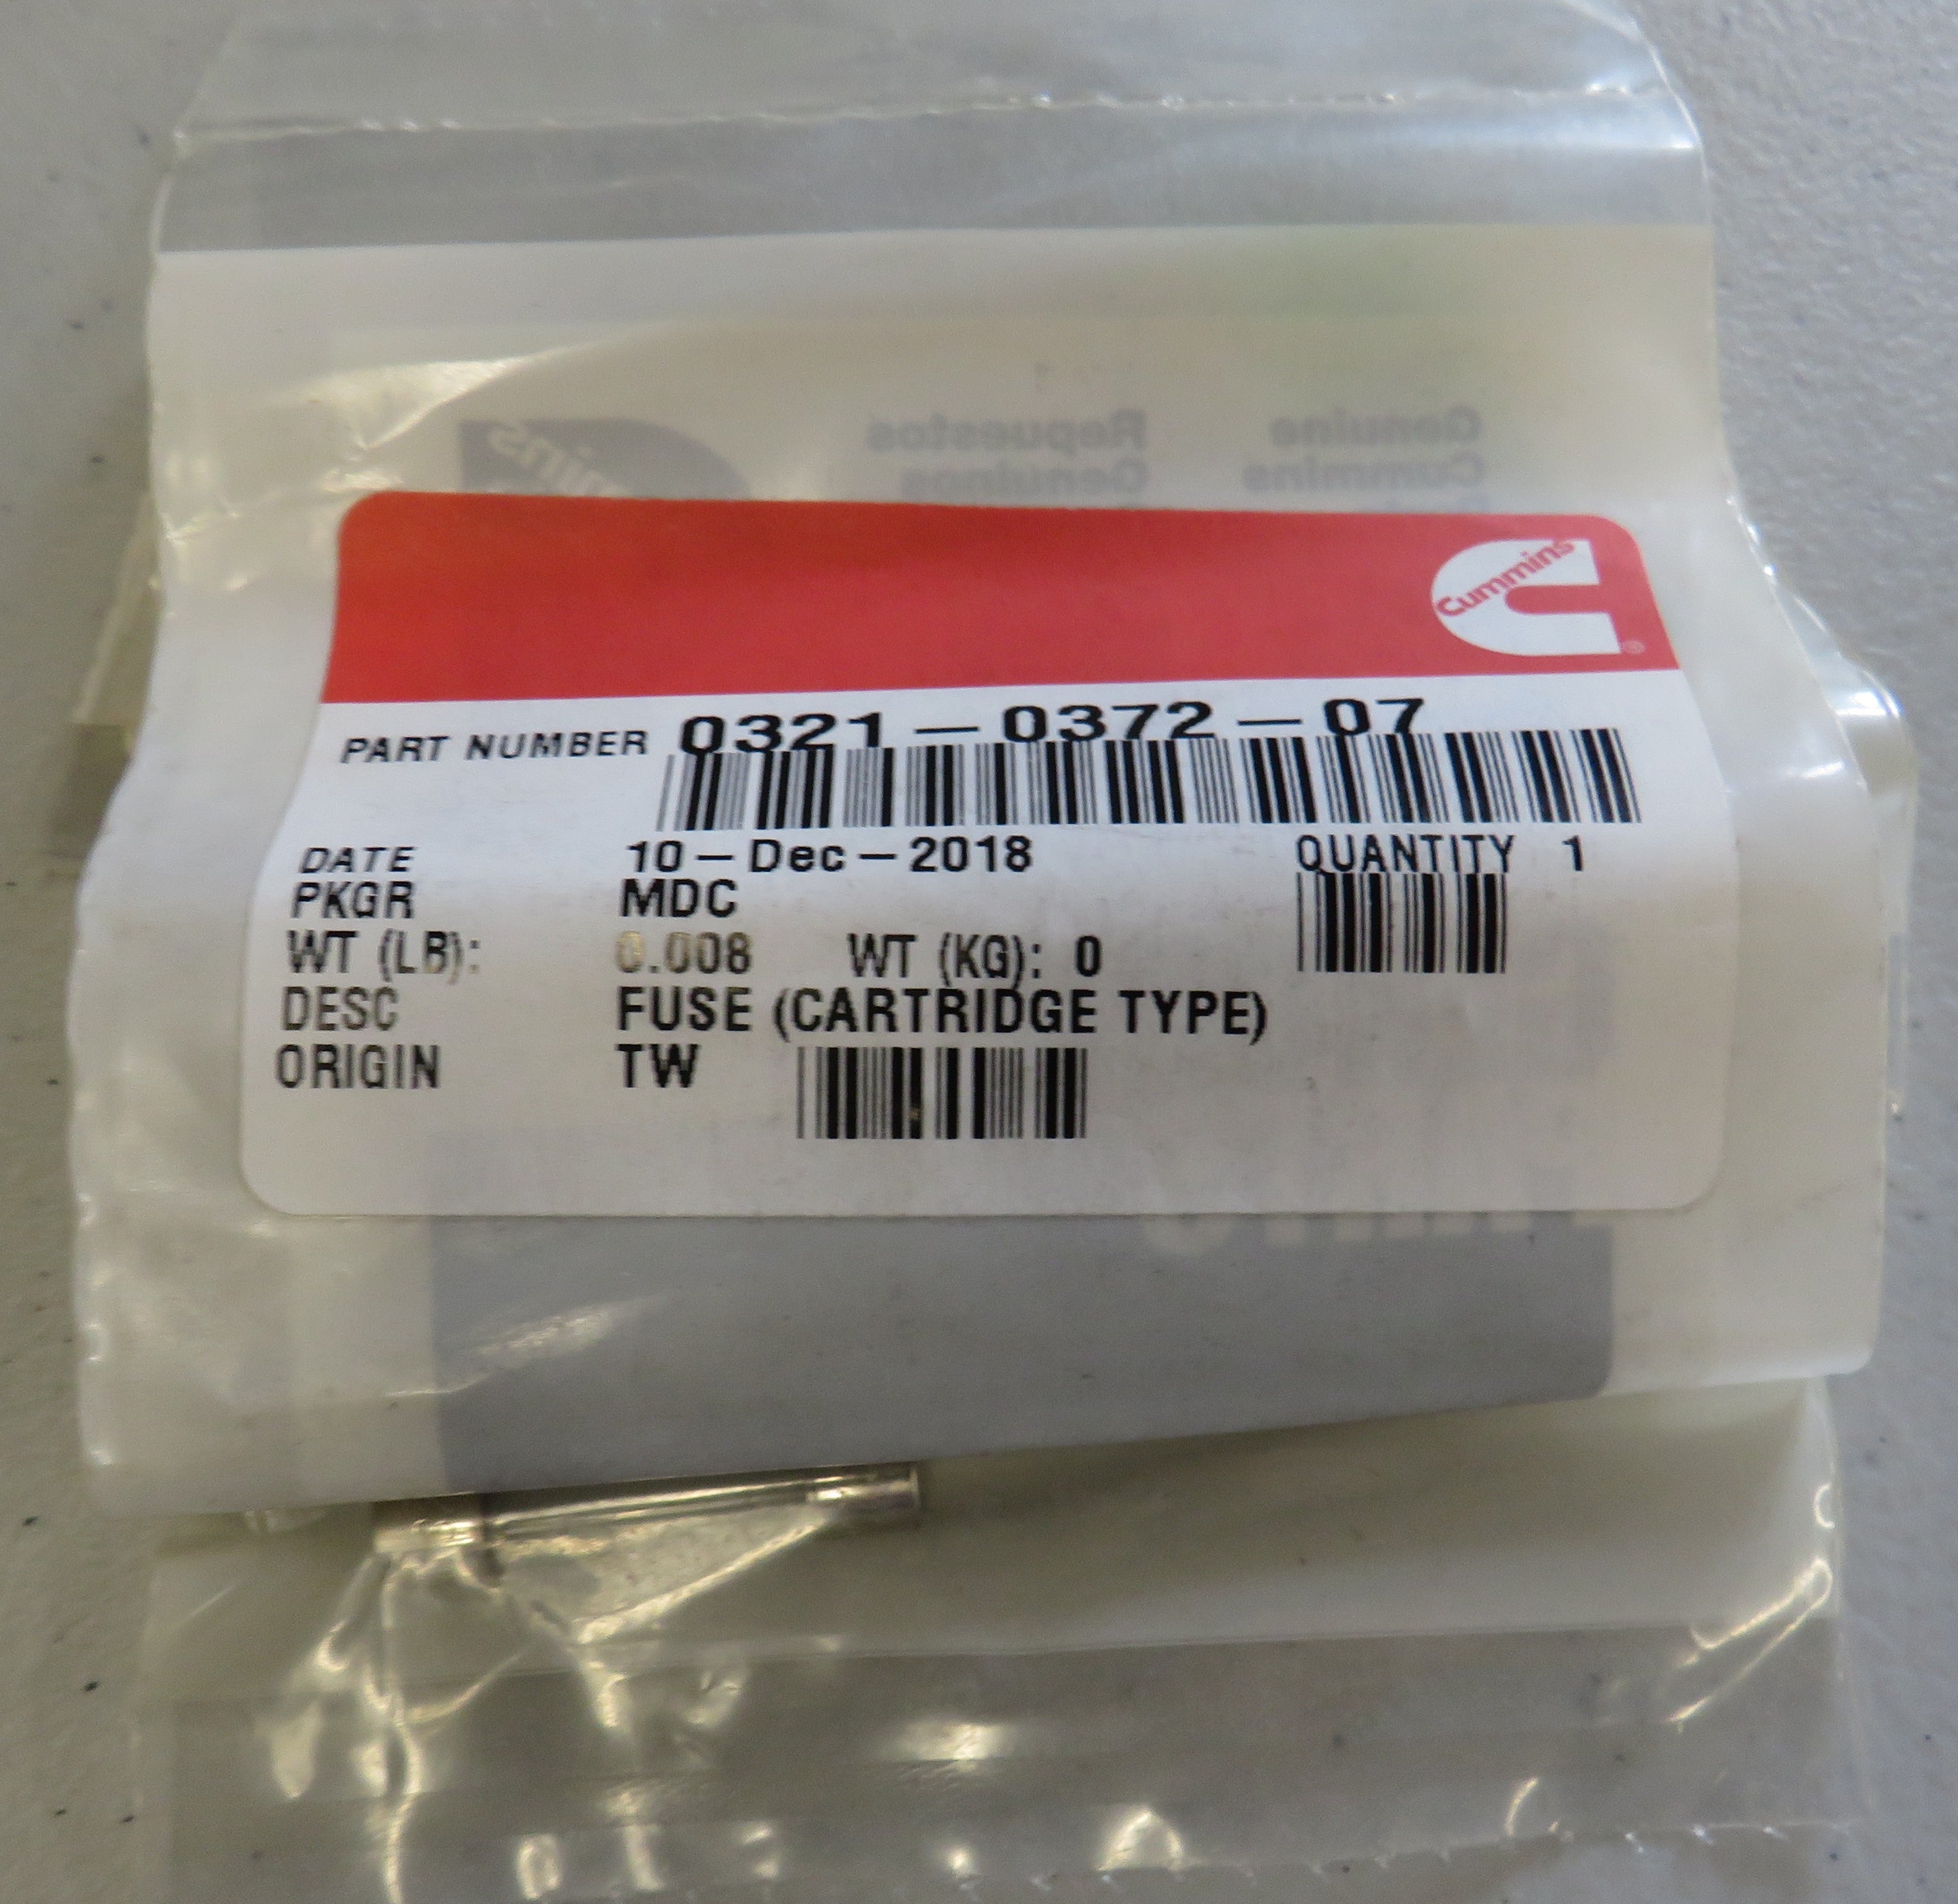 Repuestos Genuine
Genuinos Cummins
Cummins
Cummins ®
PART NUMBER 0321-0372-07
DATE 10-Dec-2018 QUANTITY 1
PKGR MDC
WT (LB): 0.008 WT (KG): 0
DESC FUSE (CARTRIDGE TYPE)
ORIGIN TW